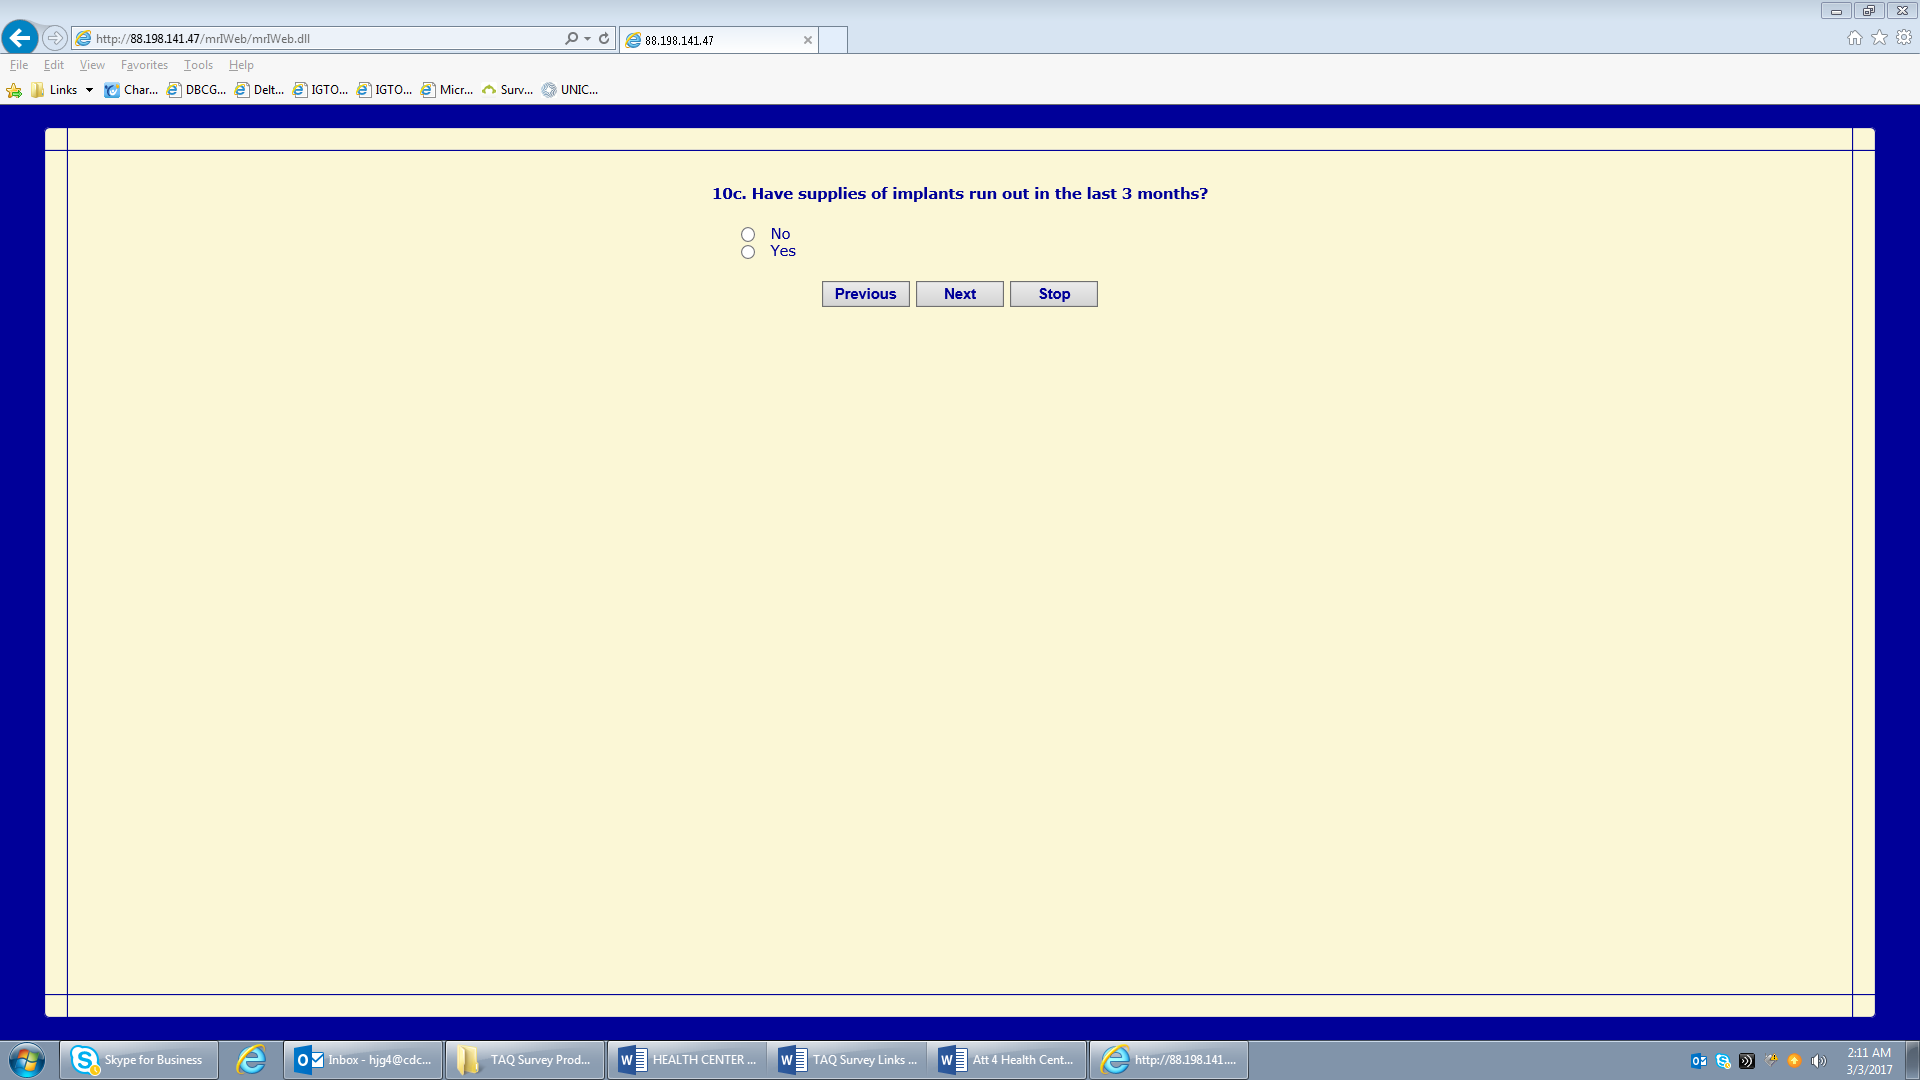 http://88.198.141.47/mrIWeb/mrIWeb.dll
88.198.141.47
File Edit View Favorites Tools Help
Links Char... DBCG... Delt... IGTO... IGTO... Micr... Surv... UNIC...
10c. Have supplies of implants run out in the last 3 months?
No
Yes
Previous Next Stop
Skype for Business Inbox - hjg4@cdc... TAQ Survey Prod... HEALTH CENTER ... TAQ Survey Links ... Att 4 Health Cent... http://88.198.141....
2:11 AM
3/3/2017